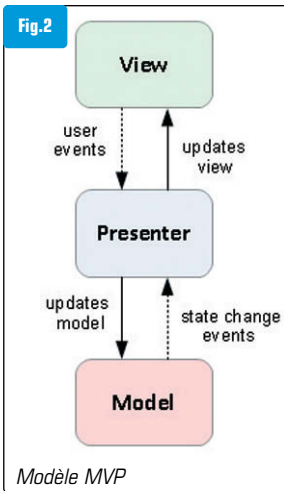 Fig.2
View
user
events
updates
view
Presenter
updates
model
state change
events
Model
Modèle MVP